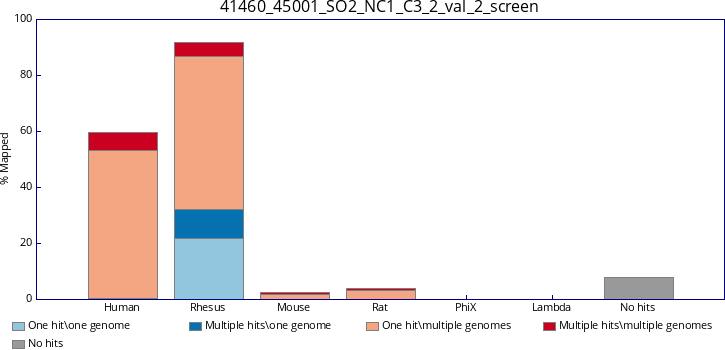 41460_45001_SO2_NC1_C3_2_val_2_screen
100
80
60
40
20
0
% Mapped
Human Rhesus Mouse Rat PhiX Lambda No hits
One hit\one genome Multiple hits\one genome One hit\multiple genomes Multiple hits\multiple genomes
No hits